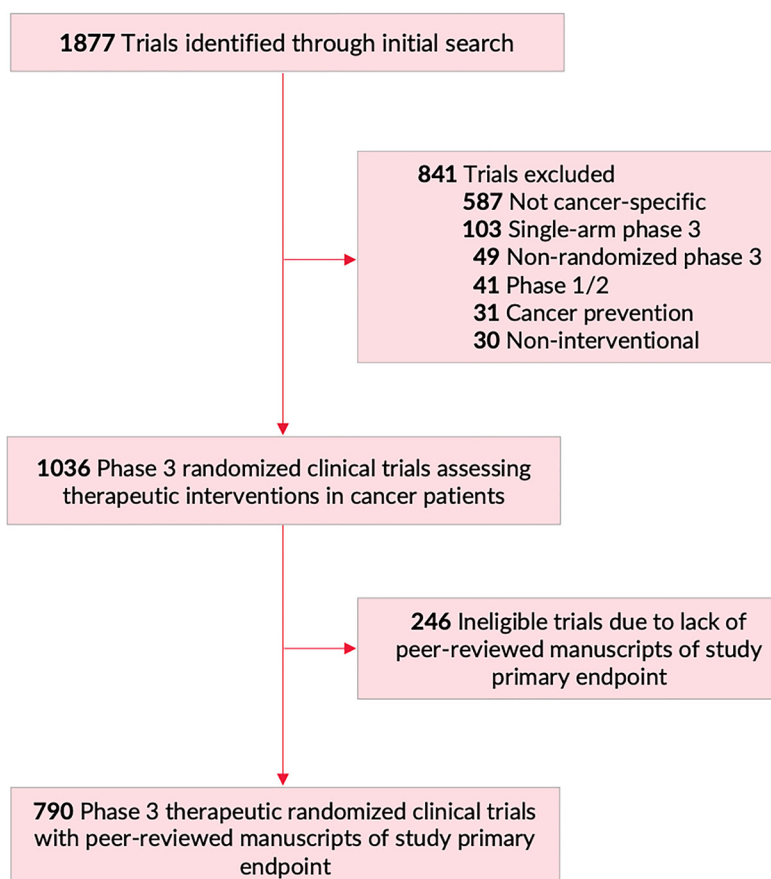 1877 Trials identified through initial search
841 Trials excluded
587 Not cancer-specific
103 Single-arm phase 3
49 Non-randomized phase 3
41 Phase 1/2
31 Cancer prevention
30 Non-interventional
1036 Phase 3 randomized clinical trials assessing
therapeutic interventions in cancer patients
246 Ineligible trials due to lack of
peer-reviewed manuscripts of study
primary endpoint
790 Phase 3 therapeutic randomized clinical trials
with peer-reviewed manuscripts of study primary
endpoint